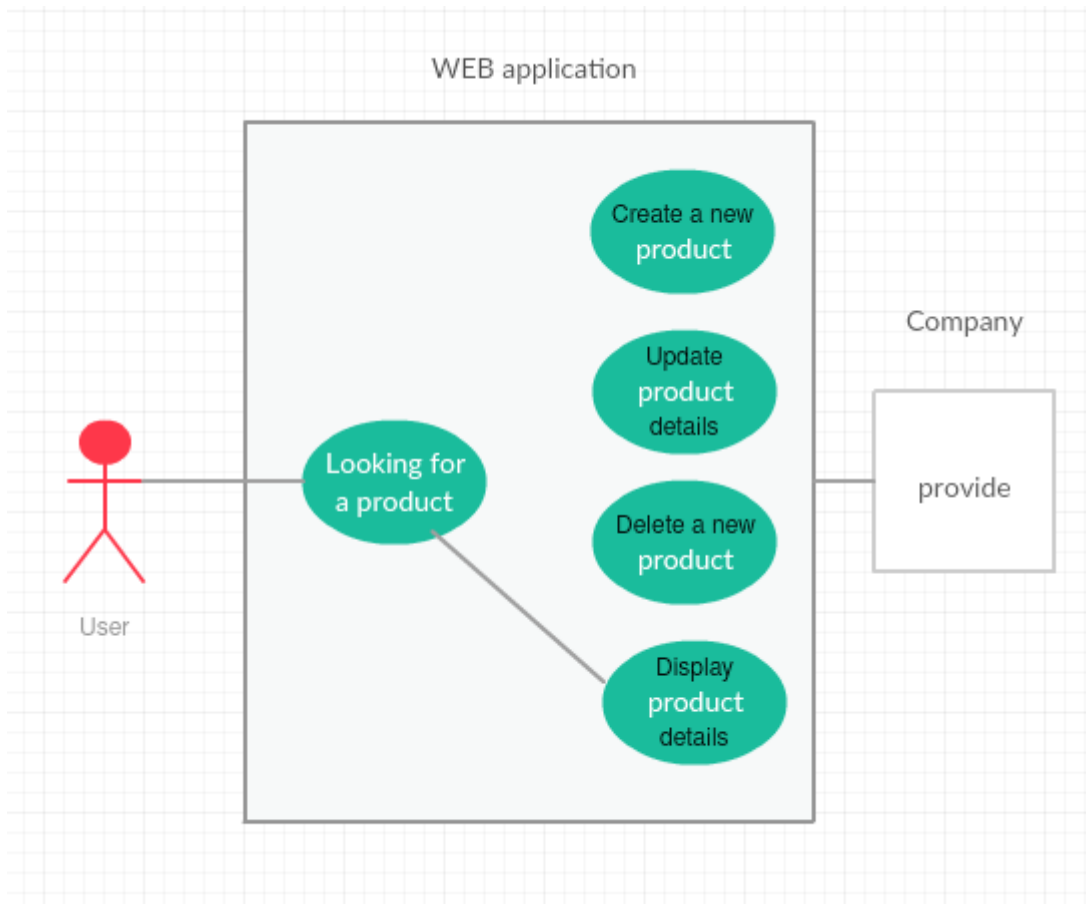 WEB application
Create a new
product
Update
product
details
Company
Looking for
a product
provide
Delete a new
product
User
Display
product
details